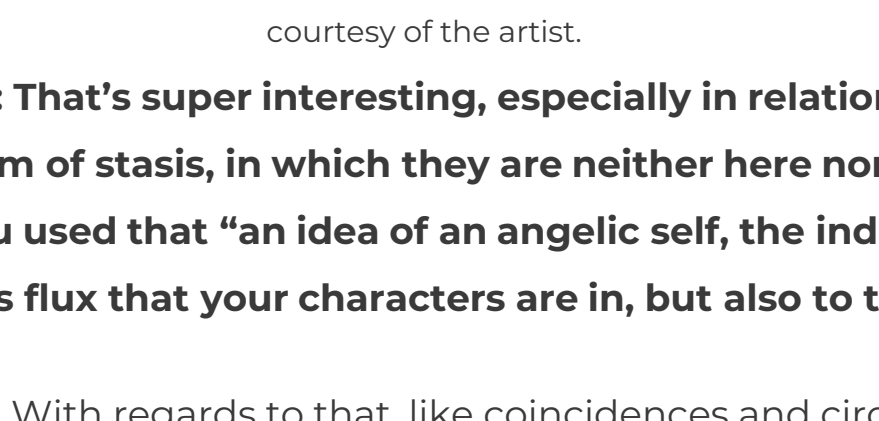 courtesy of the artist.
: That’s super interesting, especially in
of stasis, in which they are neither here
used that “an idea of an angelic self, the
flux that your characters are in, but also to
With regards to that, like coincidences and